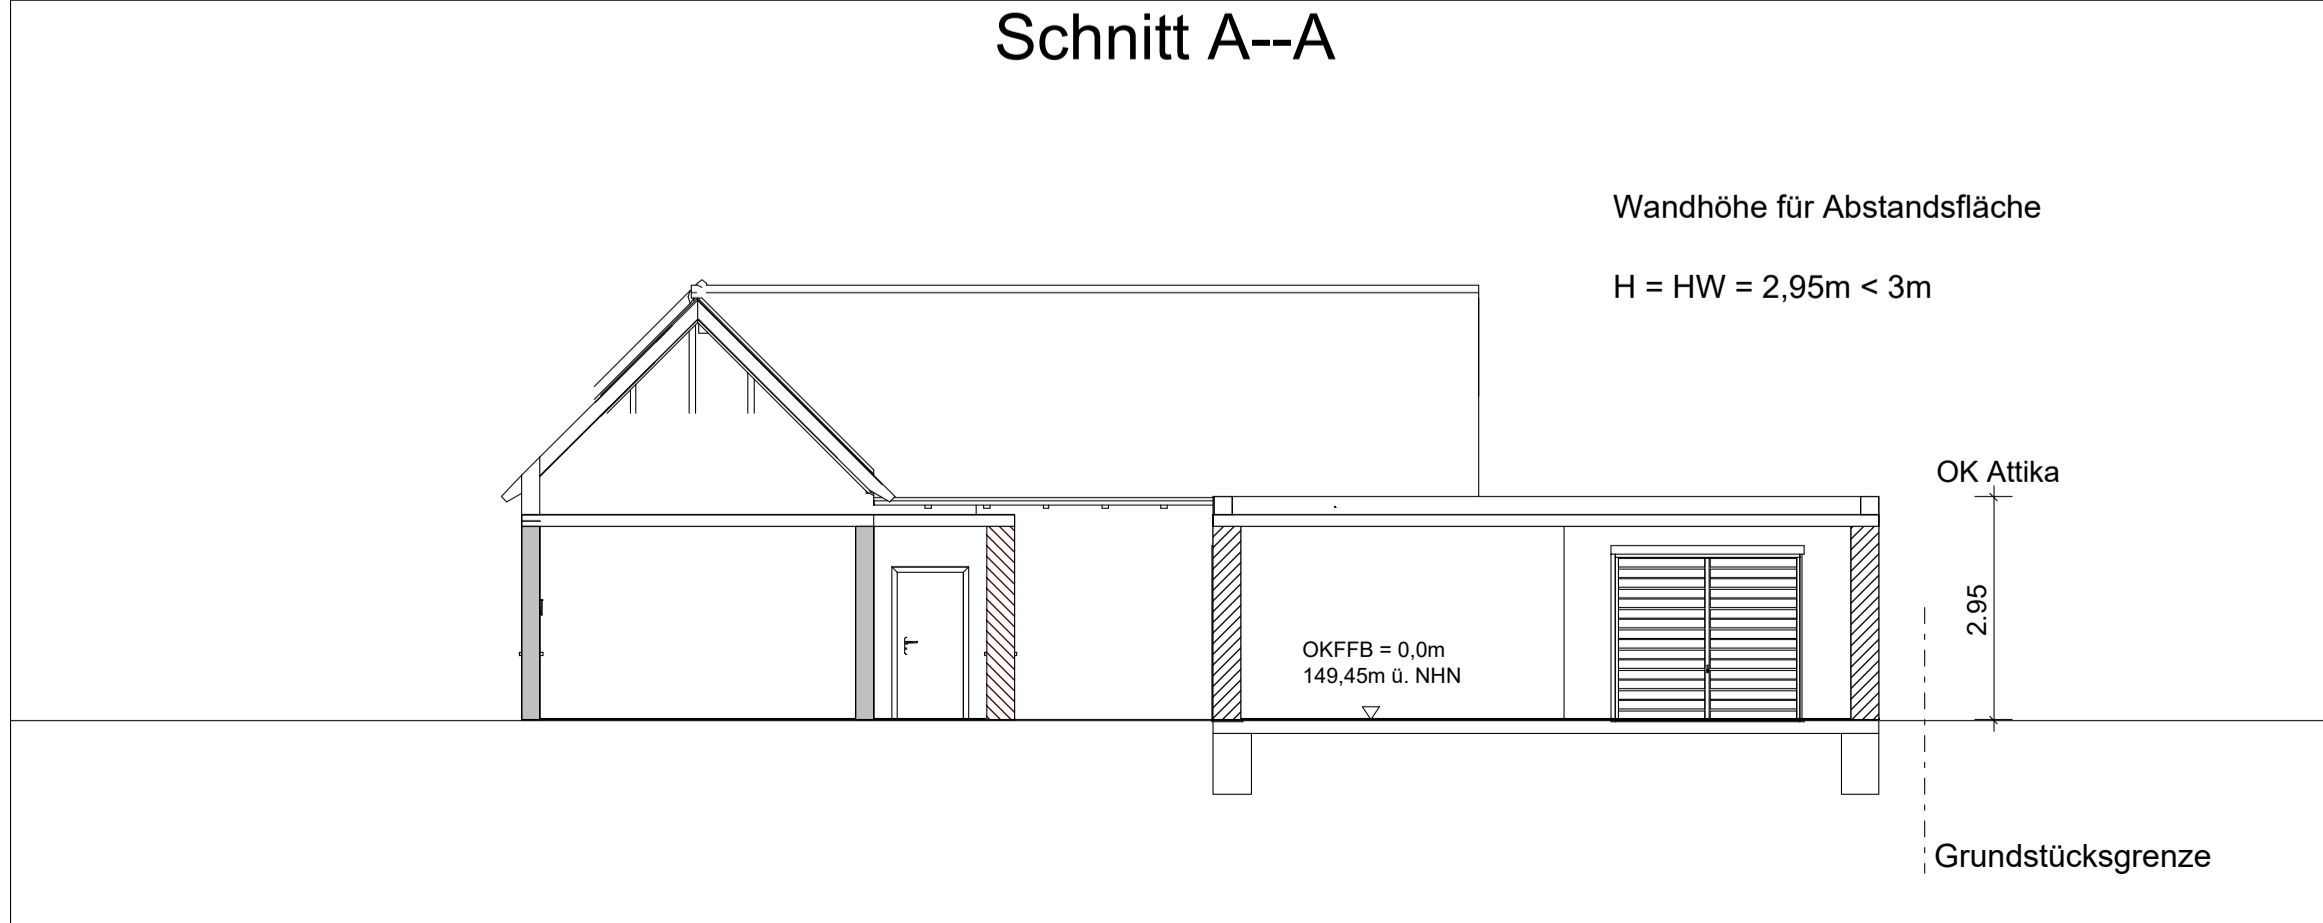 Schnitt A--A
Wandhöhe für Abstandsfläche
H = HW = 2,95m < 3m
OK Attika
2.95
OKFFB = 0,0m
149,45m ü. NHN
Grundstücksgrenze